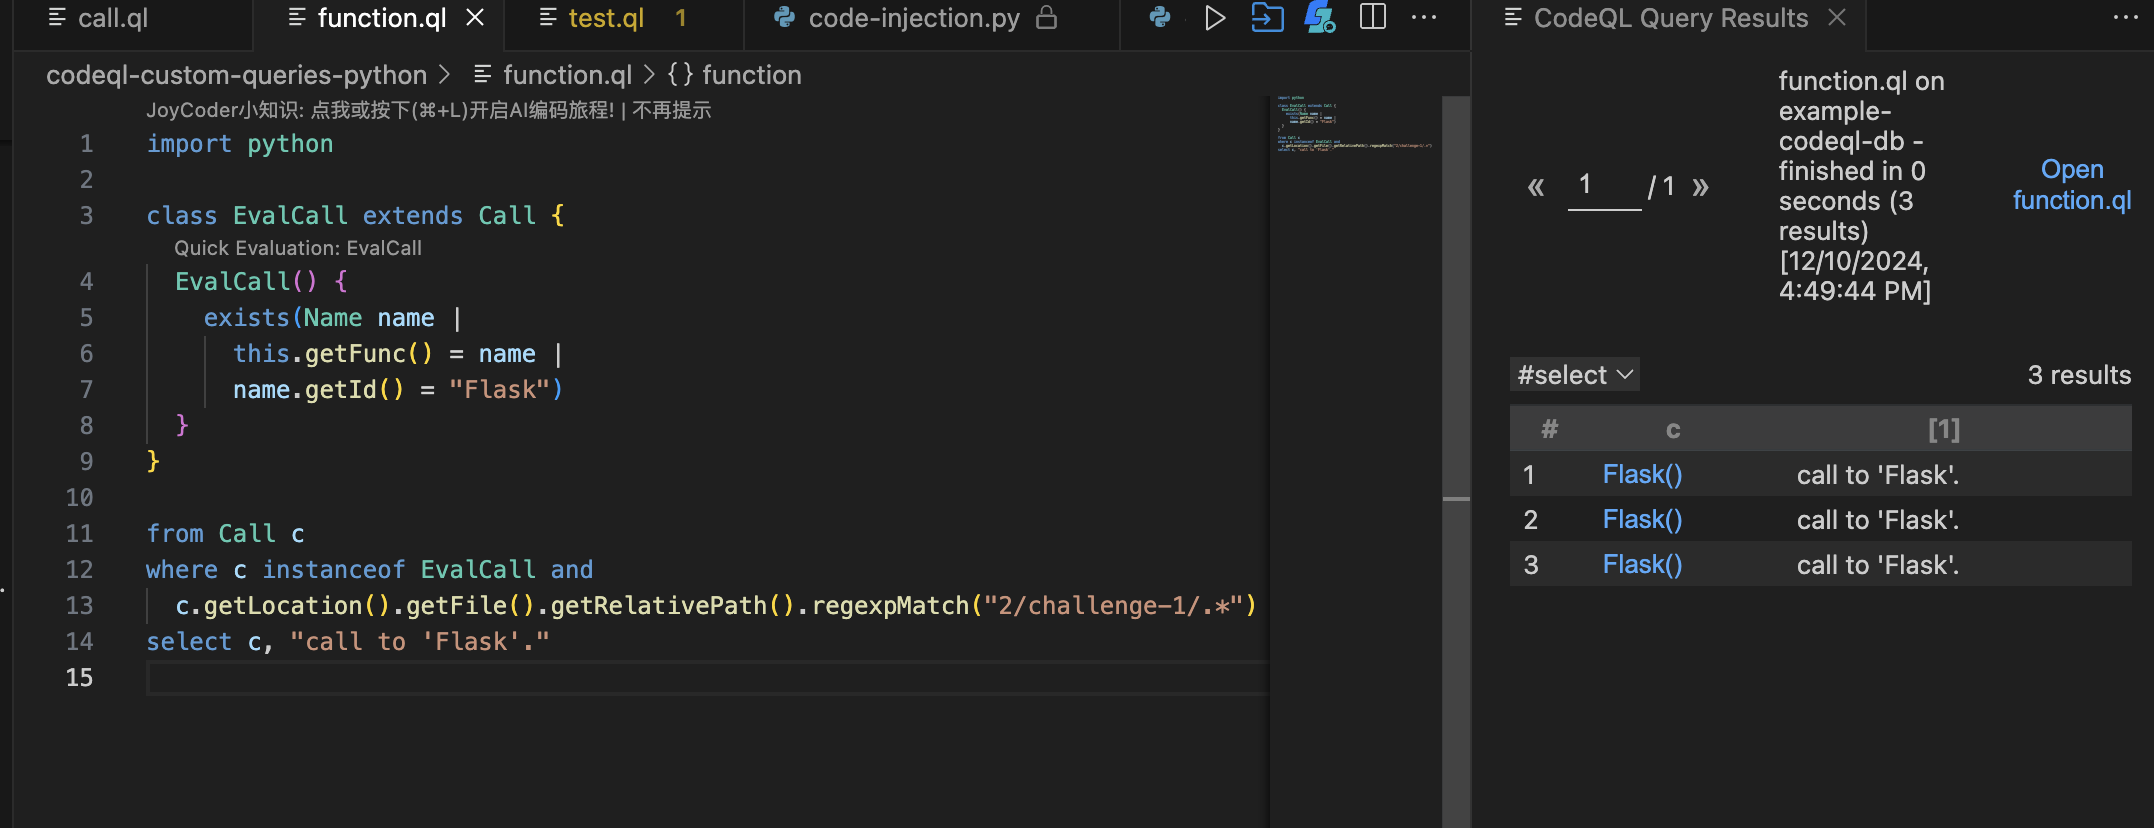 call.ql
function.ql
test.ql 1
code-injection.py
codeql-custom-queries-python > function.ql > {} function
JoyCoder小知识: 点我或按下(⌘+L)开启AI编码旅程! | 不再提示
1 import python
2
3 class EvalCall extends Call {
Quick Evaluation: EvalCall
4 EvalCall() {
5 exists(Name name |
6 this.getFunc() = name |
7 name.getId() = "Flask")
8 }
9 }
10
11 from Call c
12 where c instanceof EvalCall and
13 c.getLocation().getFile().getRelativePath().regexpMatch("2/challenge-1/.*")
14 select c, "call to 'Flask'."
15
CodeQL Query Results
« 1 / 1 »
function.ql on
example-
codeql-db -
finished in 0
seconds (3
results)
[12/10/2024,
4:49:44 PM]
Open
function.ql
#select
3 results
# c [1]
1 Flask() call to 'Flask'.
2 Flask() call to 'Flask'.
3 Flask() call to 'Flask'.